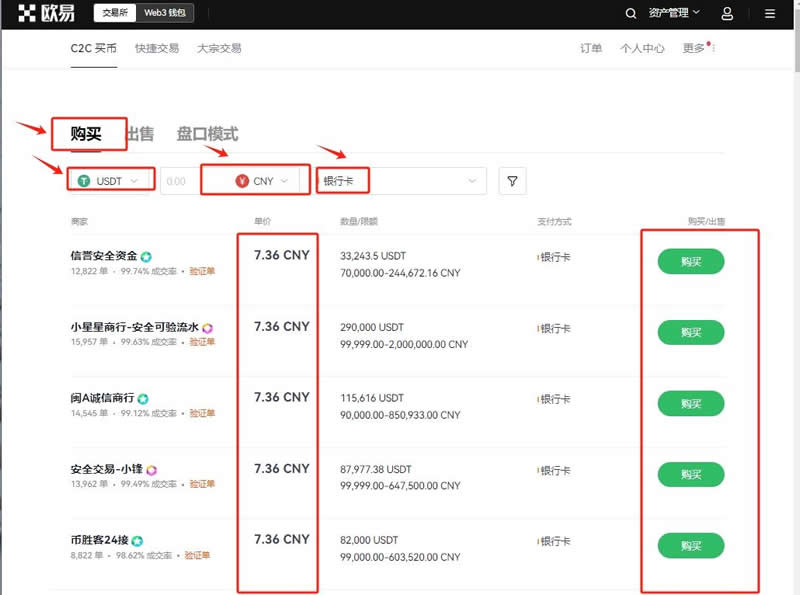 欧易 交易所 Web3 钱包 资产管理
C2C 买币 快捷交易 大宗交易 订单 个人中心 更多
购买 出售 盘口模式
USDT 0.00 CNY 银行卡
商家 单价 数量/限额 支付方式 购买/出售
信誉安全资金 7.36 CNY 33,243.5 USDT 银行卡 购买
12,822 单 · 99.74% 成交率 · 验证单 70,000.00-244,672.16 CNY
小星星商行-安全可验流水 7.36 CNY 290,000 USDT 银行卡 购买
15,957 单 · 99.63% 成交率 · 验证单 99,999.00-2,000,000.00 CNY
闽A诚信商行 7.36 CNY 115,616 USDT 银行卡 购买
14,545 单 · 99.12% 成交率 · 验证单 90,000.00-850,933.00 CNY
安全交易-小锋 7.36 CNY 87,977.38 USDT 银行卡 购买
13,962 单 · 99.49% 成交率 · 验证单 99,999.00-647,500.00 CNY
币胜客24接 7.36 CNY 82,000 USDT 银行卡 购买
8,822 单 · 98.62% 成交率 · 验证单 99,000.00-603,520.00 CNY